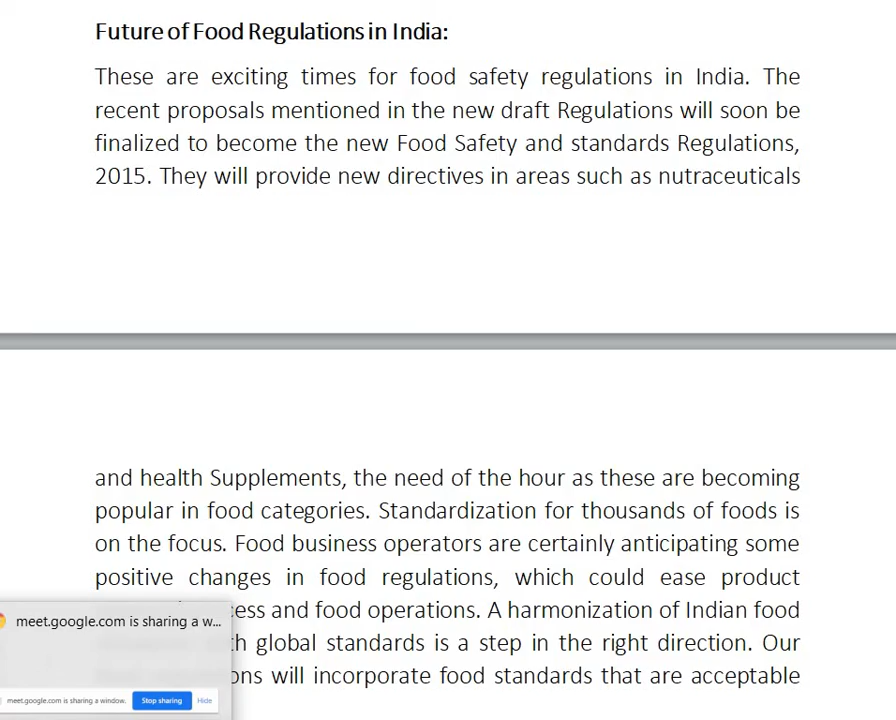 Future of Food Regulations in India:
These are exciting times for food safety regulations in India. The
recent proposals mentioned in the new draft Regulations will soon be
finalized to become the new Food Safety and standards Regulations,
2015. They will provide new directives in areas such as nutraceuticals
and health Supplements, the need of the hour as these are becoming
popular in food categories. Standardization for thousands of foods is
on the focus. Food business operators are certainly anticipating some
positive changes in food regulations, which could ease product
and food operations. A harmonization of Indian food
global standards is a step in the right direction. Our
will incorporate food standards that are acceptable
meet.google.com is sharing a w...
meet.google.com is sharing a window. Stop sharing Hide